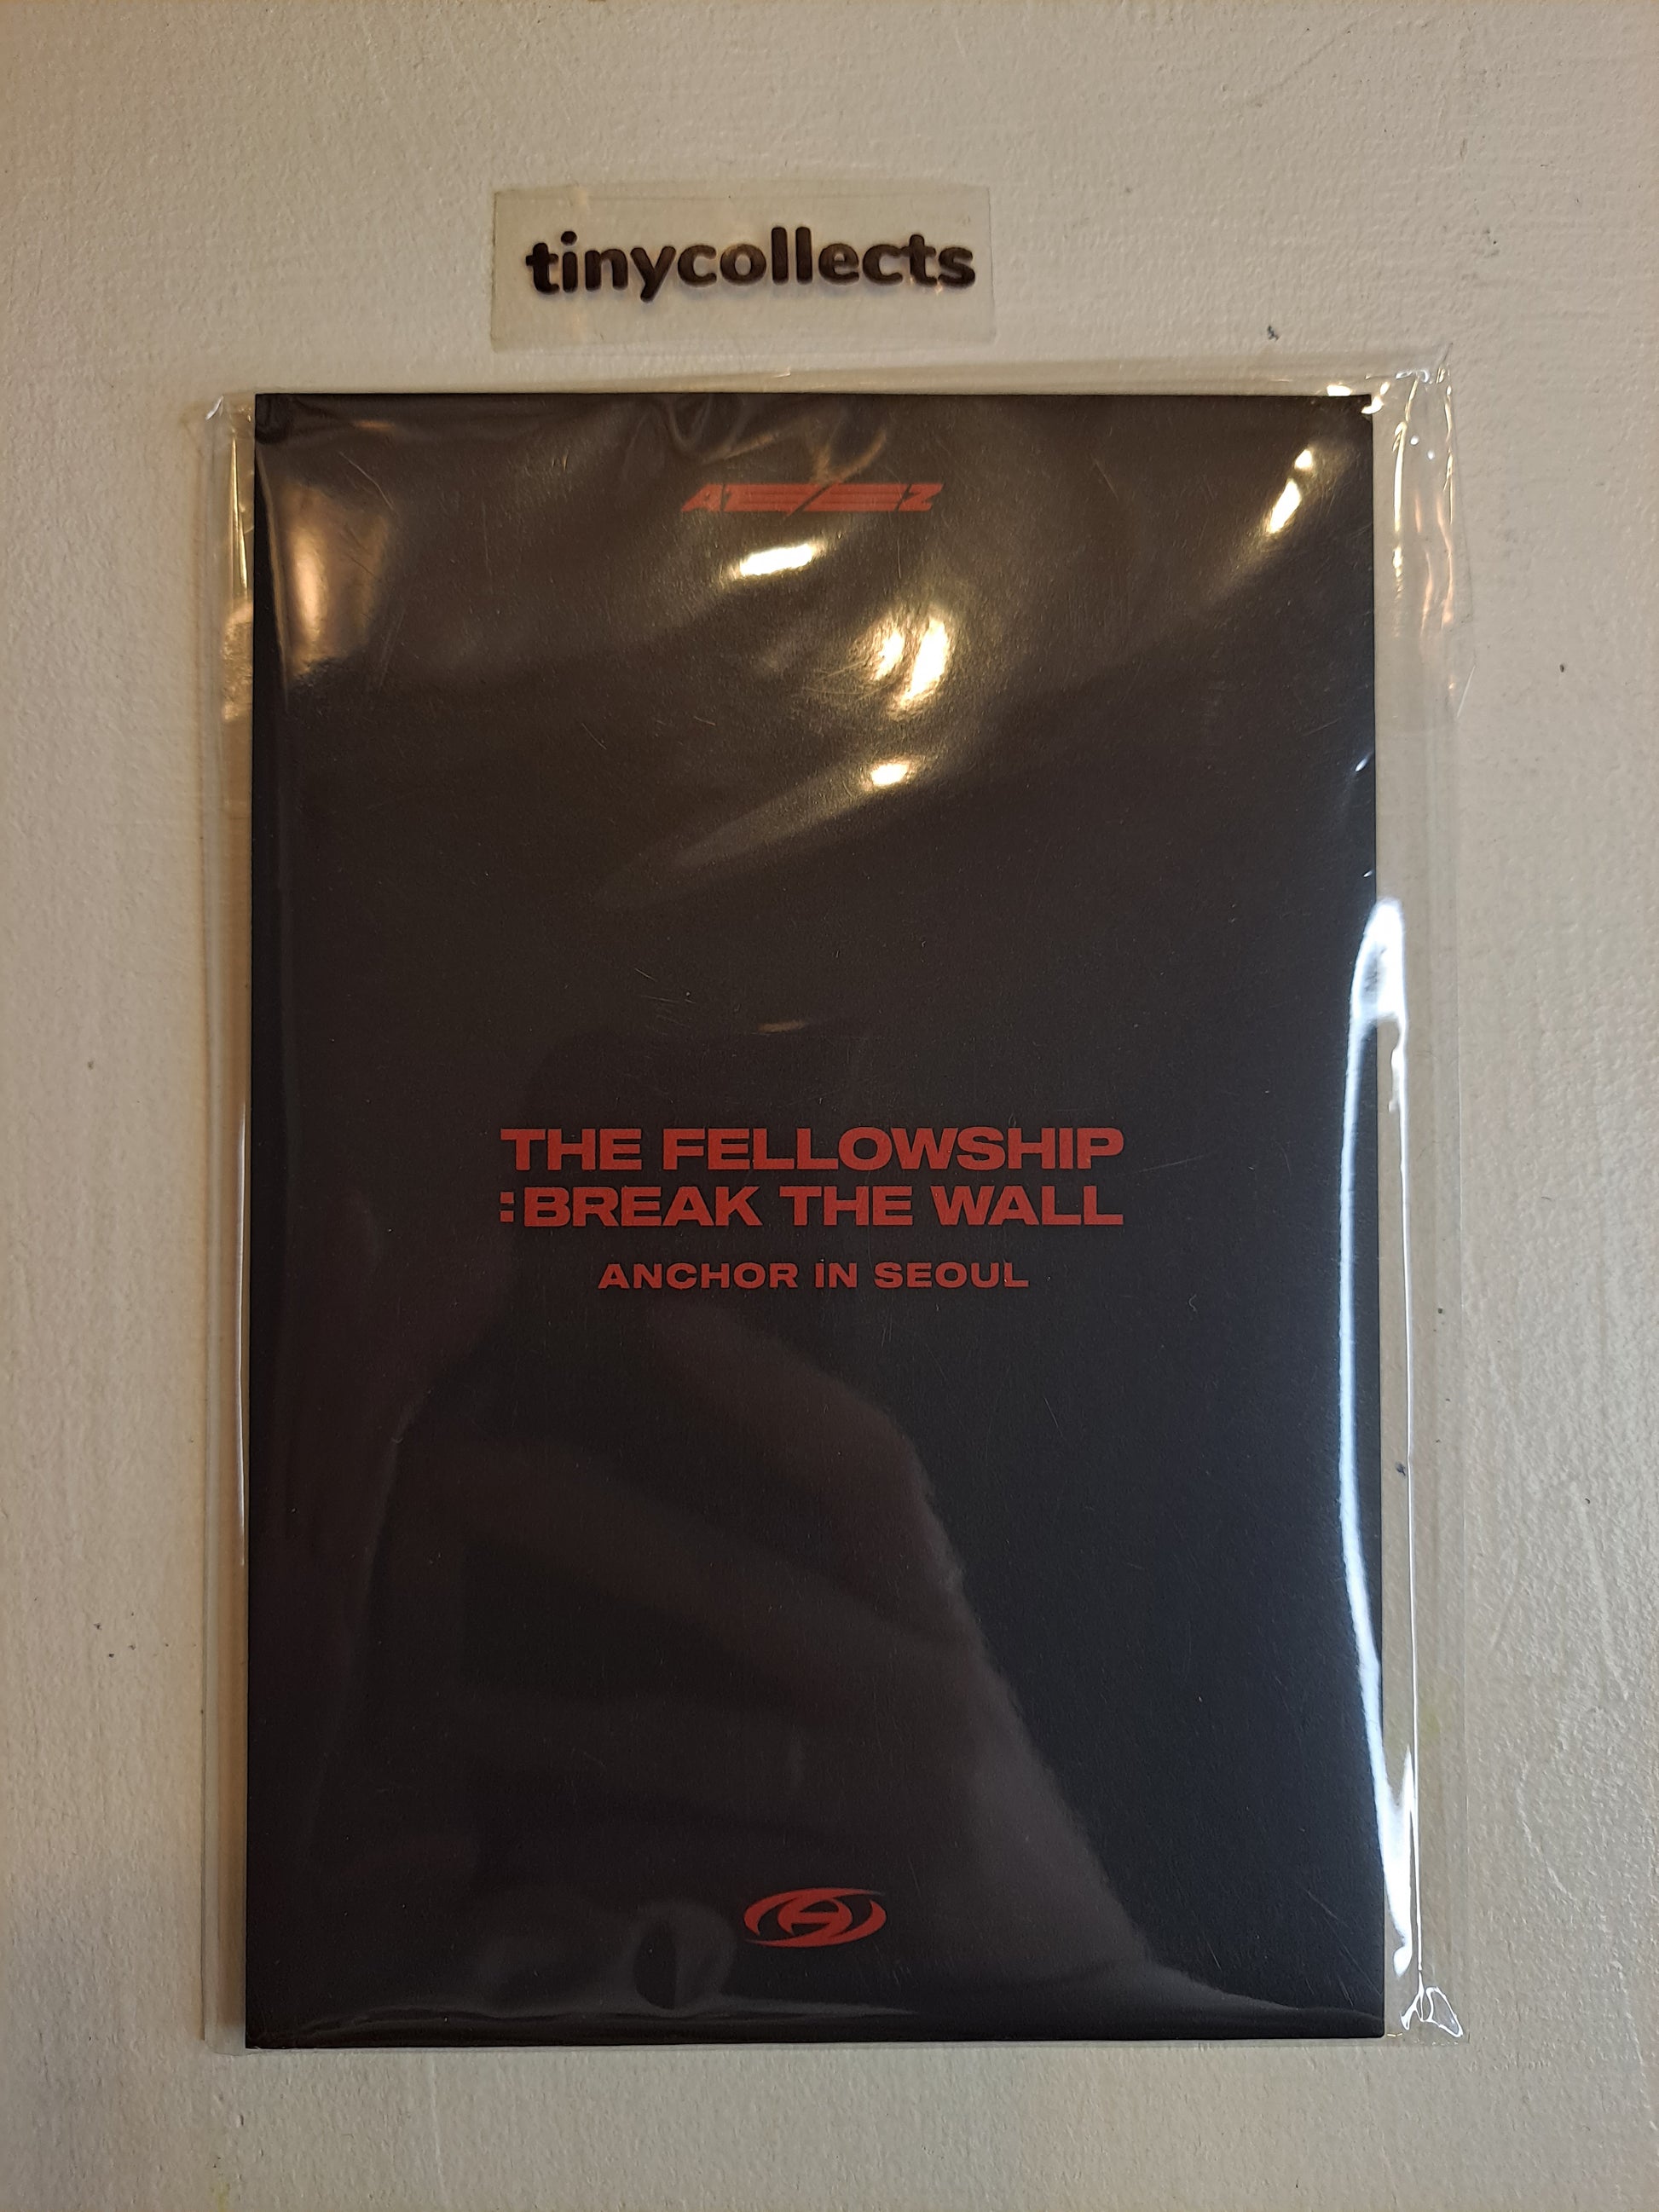 tinycollects
ATEEZ
THE FELLOWSHIP
:BREAK THE WALL
ANCHOR IN SEOUL